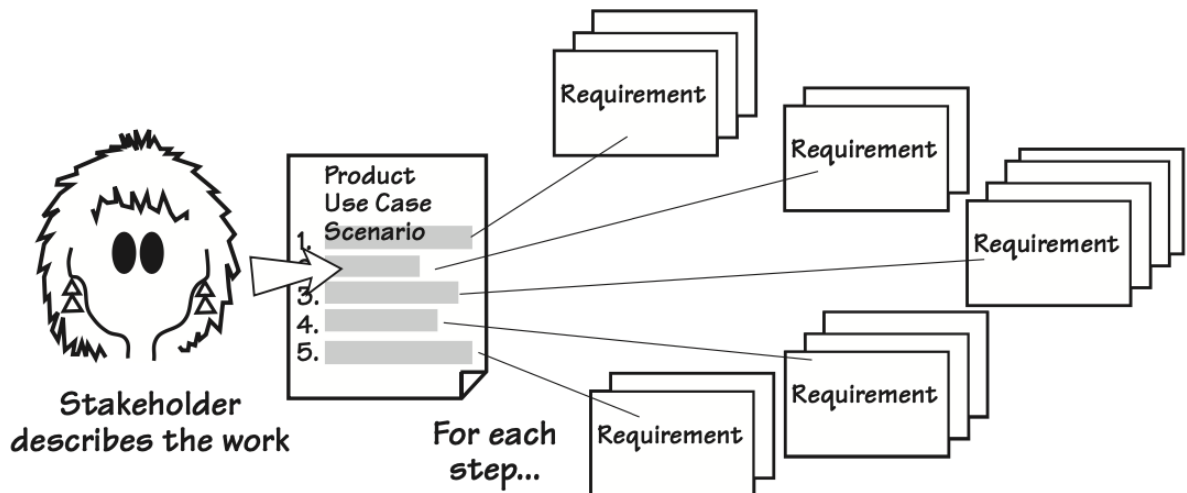 Requirement
Requirement
Product
Use Case
Scenario
1.
3.
4.
5.
Requirement
Requirement
Requirement
Stakeholder
describes the work
For each
step...